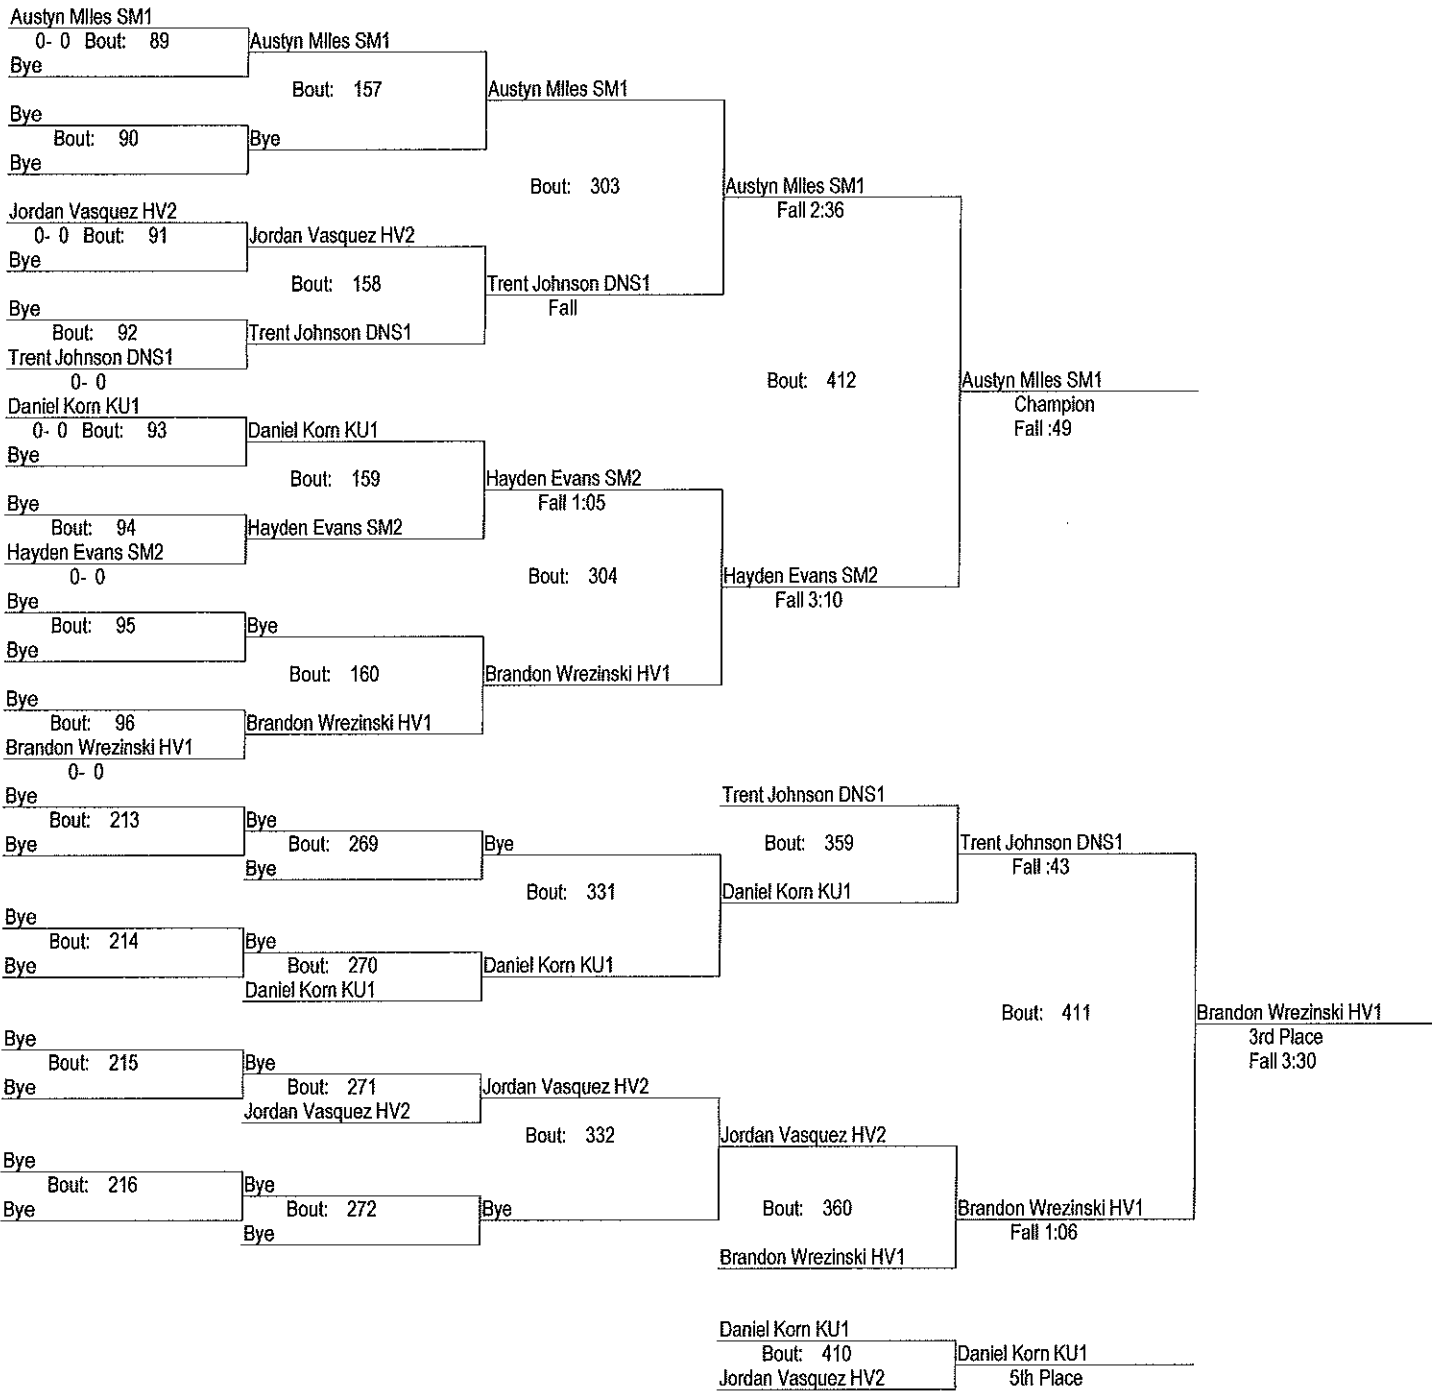 Austyn Miles SM1
0- 0 Bout: 89
Bye
Austyn Miles SM1
Bout: 157
Austyn Miles SM1
Bye
Bout: 90
Bye
Bye
Bout: 303
Austyn Miles SM1
Fall 2:36
Jordan Vasquez HV2
0- 0 Bout: 91
Bye
Jordan Vasquez HV2
Bout: 158
Trent Johnson DNS1
Fall
Bye
Bout: 92
Trent Johnson DNS1
0- 0
Trent Johnson DNS1
Bout: 412
Austyn Miles SM1
Champion
Fall :49
Daniel Korn KU1
0- 0 Bout: 93
Bye
Daniel Korn KU1
Bout: 159
Hayden Evans SM2
Fall 1:05
Bye
Bout: 94
Hayden Evans SM2
0- 0
Hayden Evans SM2
Bout: 304
Hayden Evans SM2
Fall 3:10
Bye
Bout: 95
Bye
Bye
Bout: 160
Brandon Wrezinski HV1
Bye
Bout: 96
Brandon Wrezinski HV1
0- 0
Brandon Wrezinski HV1
Bye
Bout: 213
Bye
Bye
Bout: 269
Bye
Bye
Bout: 331
Trent Johnson DNS1
Bout: 359
Daniel Korn KU1
Trent Johnson DNS1
Fall :43
Bye
Bout: 214
Bye
Bye
Bout: 270
Daniel Korn KU1
Daniel Korn KU1
Bout: 411
Brandon Wrezinski HV1
3rd Place
Fall 3:30
Bye
Bout: 215
Bye
Bye
Bout: 271
Jordan Vasquez HV2
Jordan Vasquez HV2
Bout: 332
Jordan Vasquez HV2
Bye
Bout: 216
Bye
Bye
Bout: 272
Bye
Bye
Bout: 360
Brandon Wrezinski HV1
Brandon Wrezinski HV1
Fall 1:06
Daniel Korn KU1
Bout: 410
Jordan Vasquez HV2
Daniel Korn KU1
5th Place